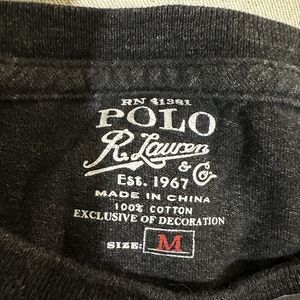 RN 41381
POLO
R. Lauren
& Co
EST. 1967
MADE IN CHINA
100% COTTON
EXCLUSIVE OF DECORATION
SIZE: M